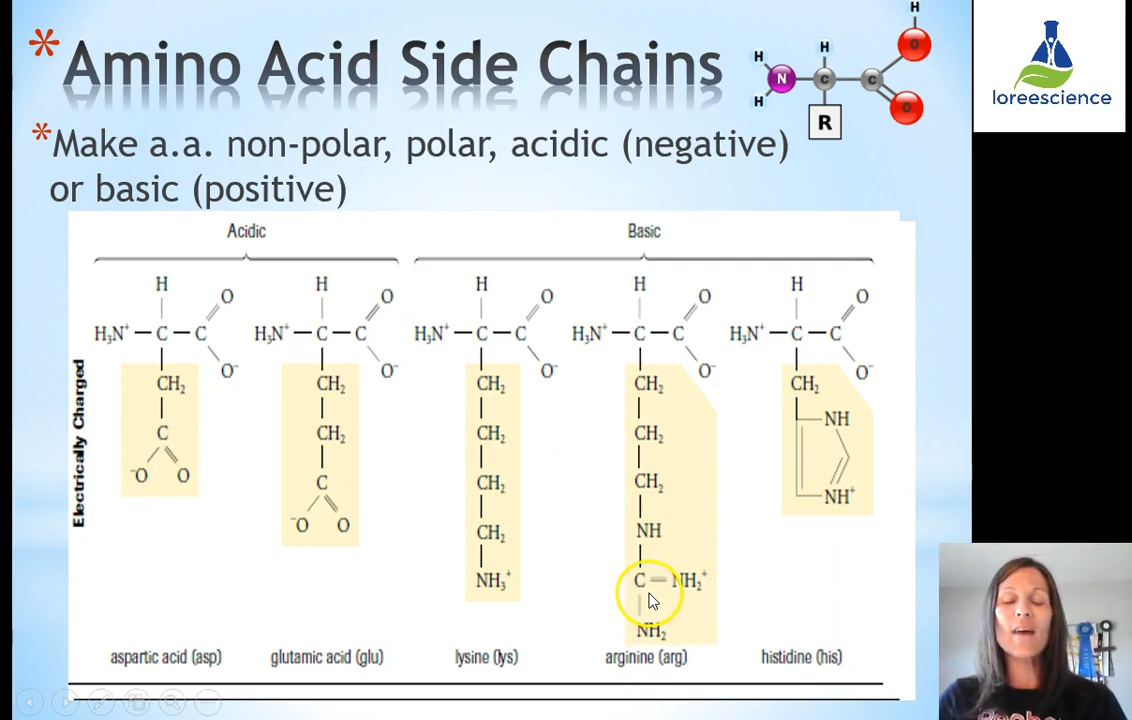 * Amino Acid Side Chains
H
H H
N C C O
H O
R
loreescience
* Make a.a. non-polar, polar, acidic (negative)
or basic (positive)
Acidic Basic
H H H H H
O O O O O
H₃N⁺ — C — C H₃N⁺ — C — C H₃N⁺ — C — C H₃N⁺ — C — C H₃N⁺ — C — C
O⁻ O⁻ O⁻ O⁻ O⁻
CH₂ CH₂ CH₂ CH₂ CH₂
NH
C CH₂ CH₂ CH₂
⁻O O C CH₂ CH₂ NH⁺
⁻O O CH₂ NH
NH₃⁺ C = NH₂⁺
NH₂
Electrically Charged
aspartic acid (asp) glutamic acid (glu) lysine (lys) arginine (arg) histidine (his)